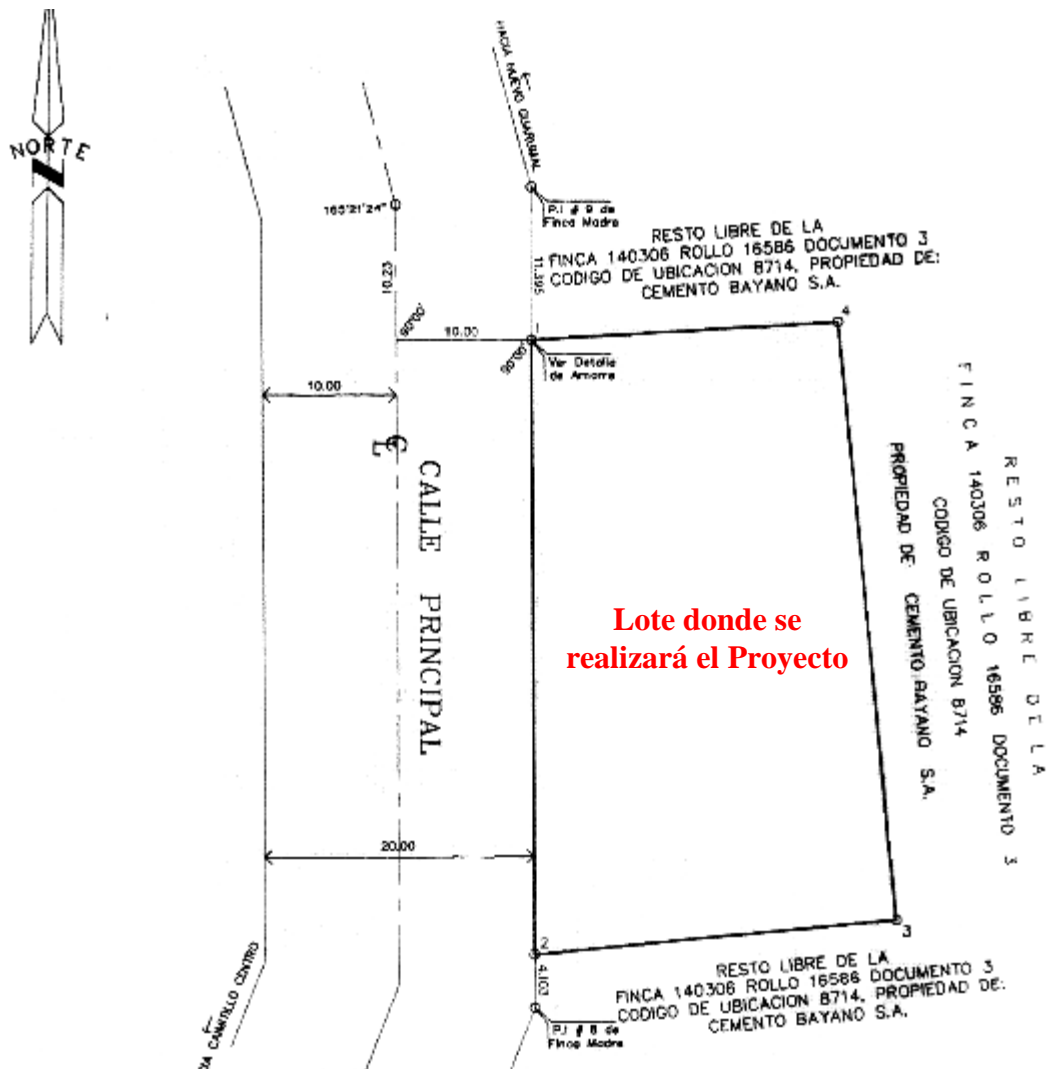 NORTE
HACIA NUEVO GUARUMAL
165°21'24"
P.I # 9 de
Finca Madre
10.23
11.395
RESTO LIBRE DE LA
FINCA 140306 ROLLO 16586 DOCUMENTO 3
CODIGO DE UBICACION 8714, PROPIEDAD DE:
CEMENTO BAYANO S.A.
90°00'
10.00
90°00'
1
4
Ver Detalle
de Amarre
10.00
CALLE PRINCIPAL
Lote donde se
realizará el Proyecto
RESTO LIBRE DE LA
FINCA 140306 ROLLO 16586 DOCUMENTO 3
CODIGO DE UBICACION 8714
PROPIEDAD DE: CEMENTO BAYANO S.A.
20.00
2
3
4.103
RESTO LIBRE DE LA
FINCA 140306 ROLLO 16586 DOCUMENTO 3
CODIGO DE UBICACION 8714, PROPIEDAD DE:
CEMENTO BAYANO S.A.
P.I # 8 de
Finca Madre
CENTRO